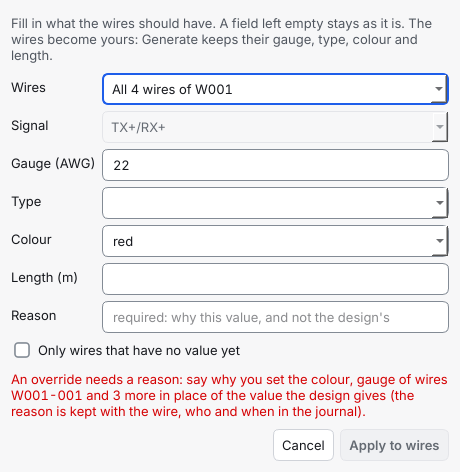 Fill in what the wires should have. A field left empty stays as it is. The
wires become yours: Generate keeps their gauge, type, colour and
length.
Wires
All 4 wires of W001
Signal
TX+/RX+
Gauge (AWG)
22
Type
Colour
red
Length (m)
Reason
required: why this value, and not the design's
Only wires that have no value yet
An override needs a reason: say why you set the colour, gauge of wires
W001-001 and 3 more in place of the value the design gives (the
reason is kept with the wire, who and when in the journal).
Cancel
Apply to wires